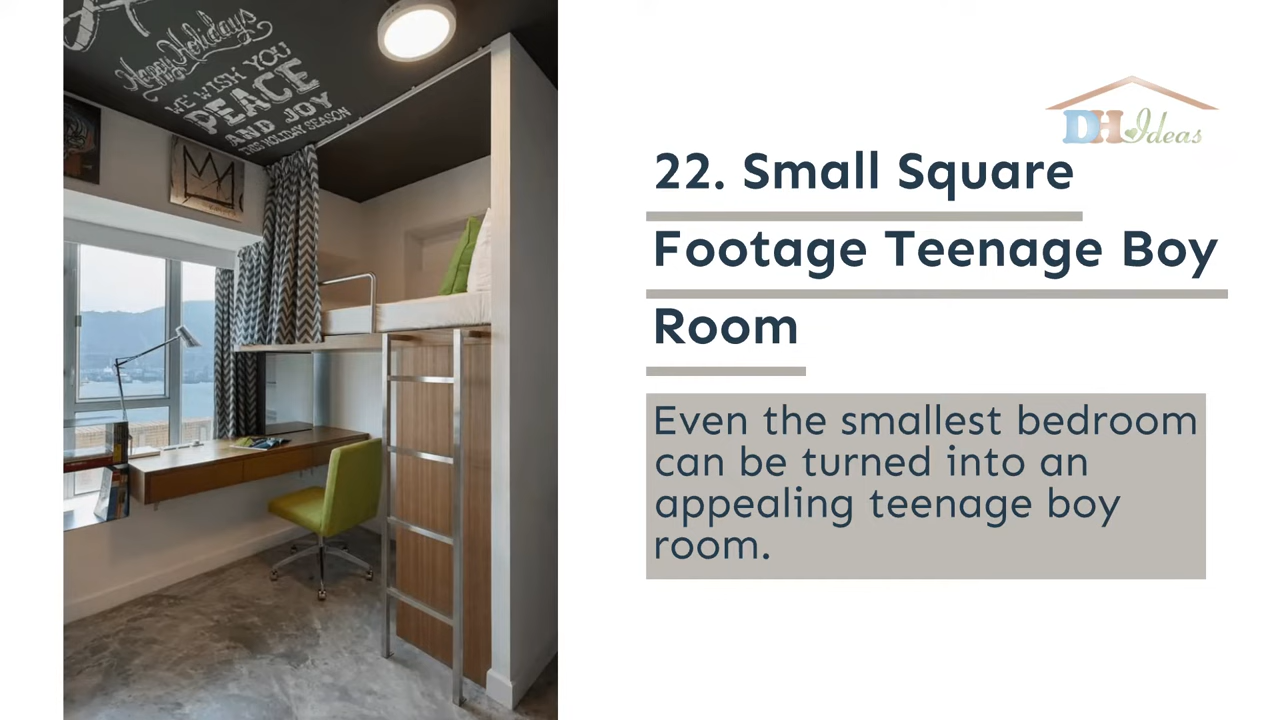 Happy Holidays
WE WISH YOU
PEACE
AND JOY
THIS HOLIDAY SEASON
DH Ideas
22. Small Square
Footage Teenage Boy
Room
Even the smallest bedroom
can be turned into an
appealing teenage boy
room.